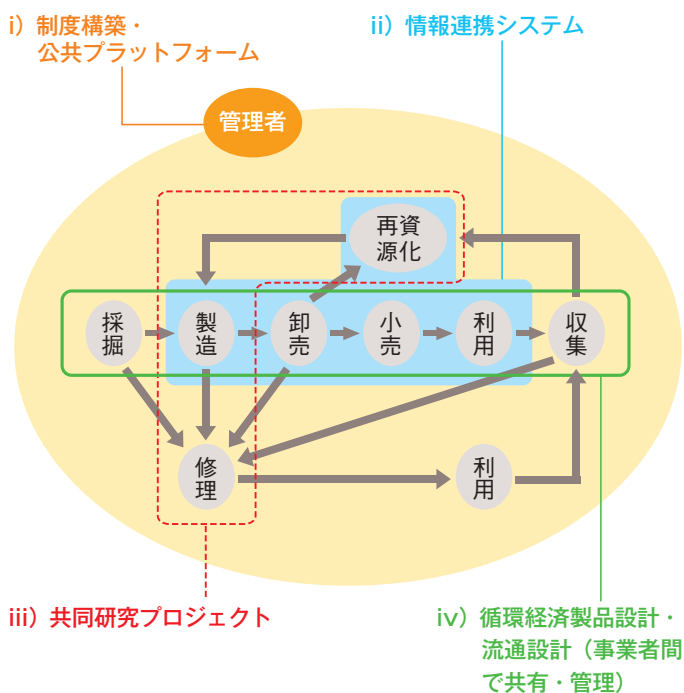 i）制度構築・
公共プラットフォーム
ii）情報連携システム
管理者
再資
源化
採掘
製造
卸売
小売
利用
収集
修理
利用
iii）共同研究プロジェクト
iv）循環経済製品設計・
流通設計（事業者間
で共有・管理）